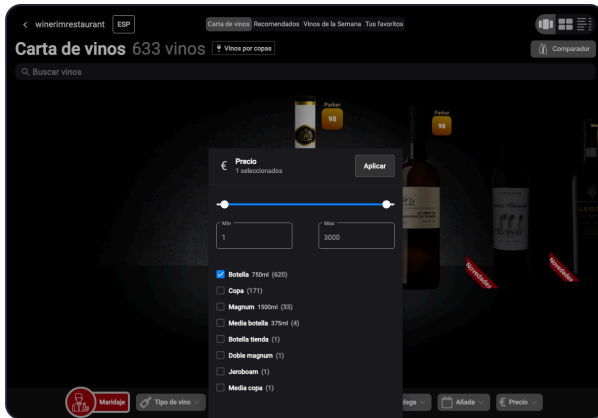 winerimrestaurant ESP
Carta de vinos Recomendados Vinos de la Semana Tus favoritos
Carta de vinos 633 vinos Vinos por copas
Comparador
Buscar vinos
Parker
98
Parker
98
€ Precio
1 seleccionados
Aplicar
Min
1
Max
3000
Botella 750ml (620)
Copa (171)
Magnum 1500ml (33)
Media botella 375ml (4)
Botella tienda (1)
Doble magnum (1)
Jeroboam (1)
Media copa (1)
Novedades
Novedades
Maridaje
Tipo de vino
Añada
€ Precio